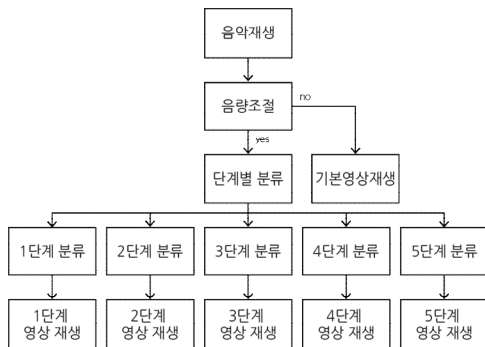 음악재생
음량조절
no
yes
단계별 분류
기본영상재생
1단계 분류
2단계 분류
3단계 분류
4단계 분류
5단계 분류
1단계
영상 재생
2단계
영상 재생
3단계
영상 재생
4단계
영상 재생
5단계
영상 재생